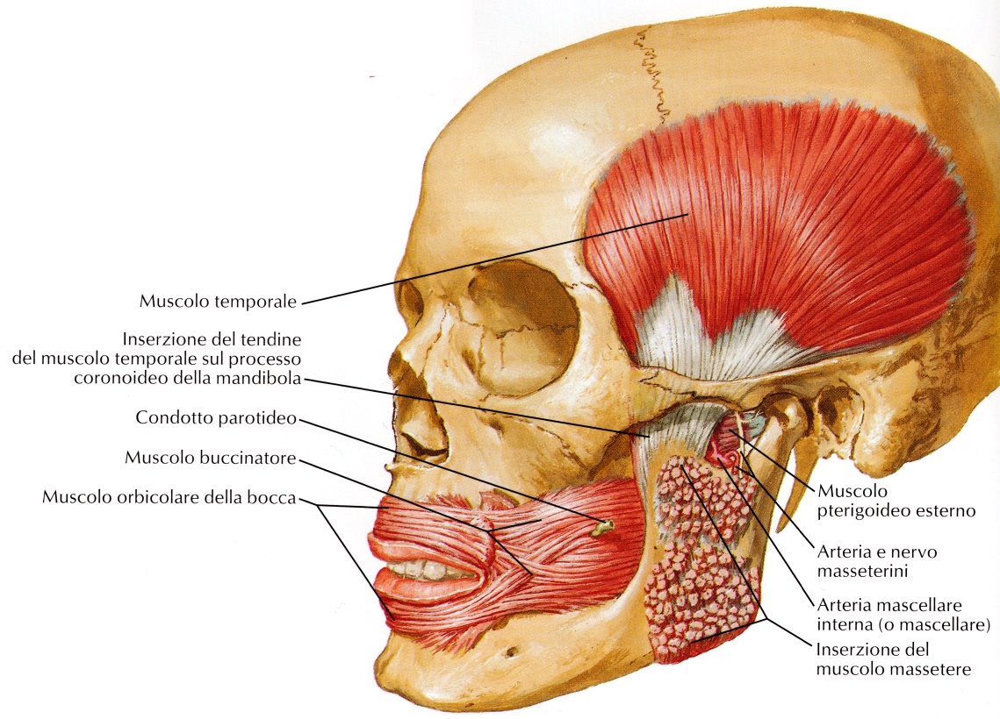 Muscolo temporale
Inserzione del tendine
del muscolo temporale sul processo
coronoideo della mandibola
Condotto parotideo
Muscolo buccinatore
Muscolo orbicolare della bocca
Muscolo
pterigoideo esterno
Arteria e nervo
masseterini
Arteria mascellare
interna (o mascellare)
Inserzione del
muscolo massetere